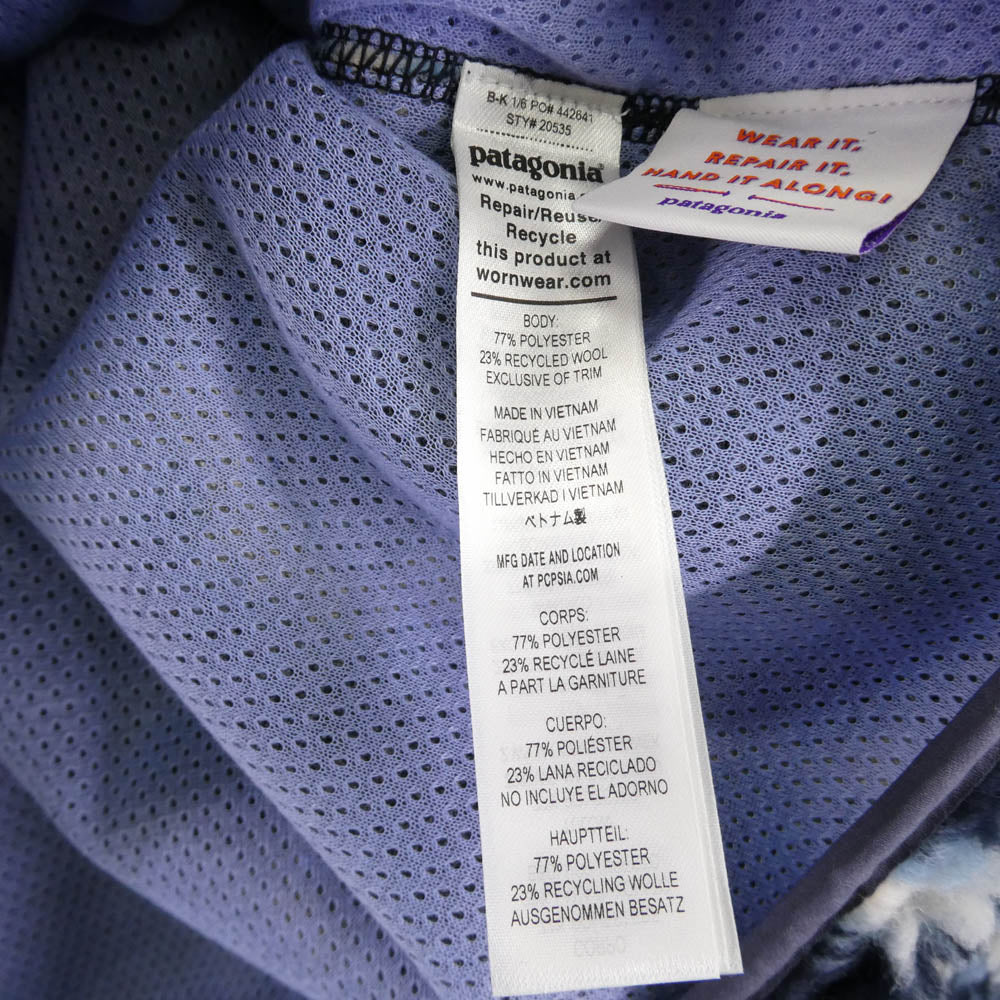 B-K 1/6 PO# 442641
STY# 20535
patagonia®
www.patagonia.
Repair/Reuse/
Recycle
this product at
wornwear.com
BODY:
77% POLYESTER
23% RECYCLED WOOL
EXCLUSIVE OF TRIM
MADE IN VIETNAM
FABRIQUÉ AU VIETNAM
HECHO EN VIETNAM
FATTO IN VIETNAM
TILLVERKAD I VIETNAM
ベトナム製
MFG DATE AND LOCATION
AT PCPSIA.COM
CORPS:
77% POLYESTER
23% RECYCLÉ LAINE
A PART LA GARNITURE
CUERPO:
77% POLIÉSTER
23% LANA RECICLADO
NO INCLUYE EL ADORNO
HAUPTTEIL:
77% POLYESTER
23% RECYCLING WOLLE
AUSGENOMMEN BESATZ
WEAR IT,
REPAIR IT,
HAND IT ALONG!
patagonia